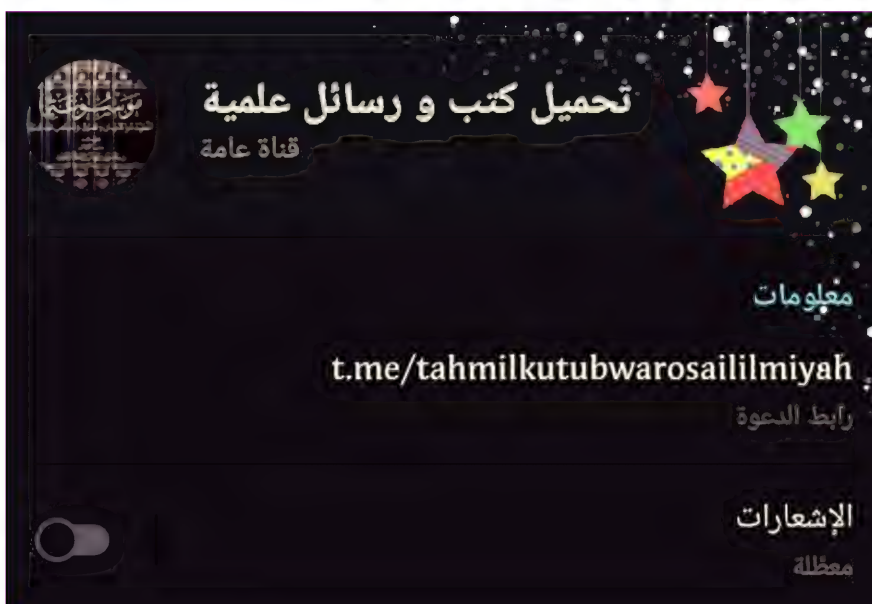 تحميل كتب و رسائل علمية
قناة عامة
معلومات
t.me/tahmilkutubwarosaililmiyah
رابط الدعوة
الإشعارات
معطلة